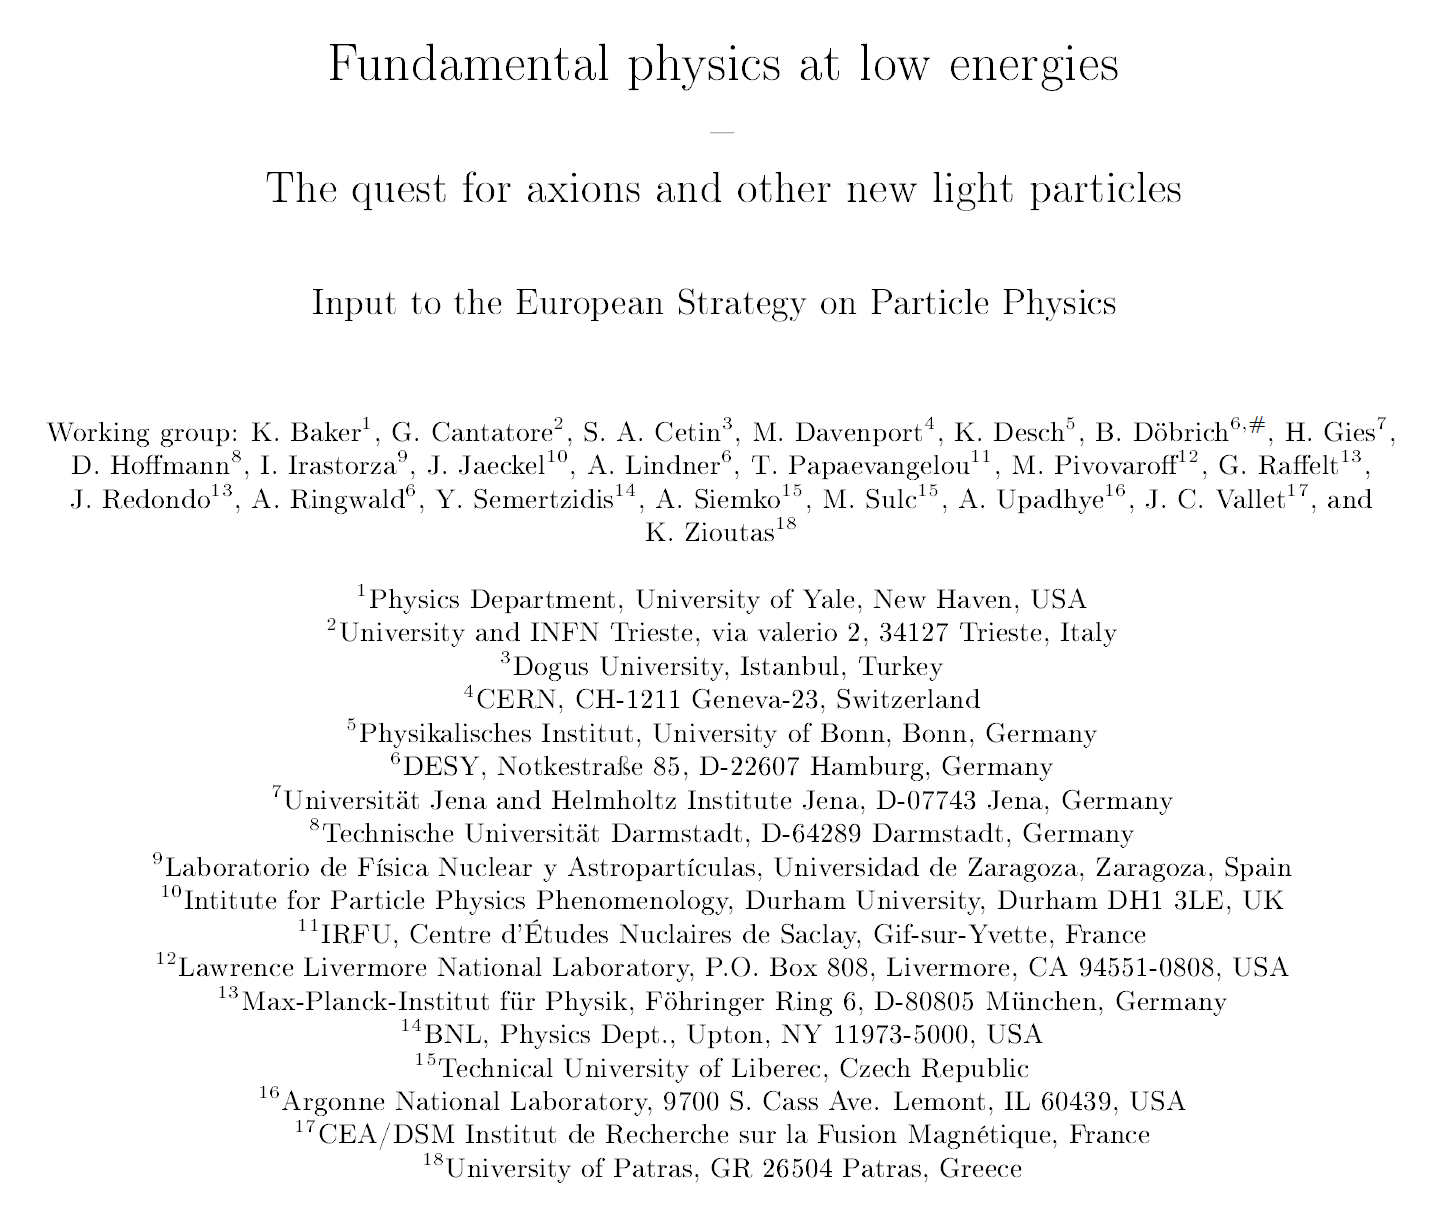 Fundamental physics at low energies
—
The quest for axions and other new light particles
Input to the European Strategy on Particle Physics
Working group: K. Baker1, G. Cantatore2, S. A. Cetin3, M. Davenport4, K. Desch5, B. Döbrich6,#, H. Gies7,
D. Hoffmann8, I. Irastorza9, J. Jaeckel10, A. Lindner6, T. Papaevangelou11, M. Pivovaroff12, G. Raffelt13,
J. Redondo13, A. Ringwald6, Y. Semertzidis14, A. Siemko15, M. Sulc15, A. Upadhye16, J. C. Vallet17, and
K. Zioutas18
1Physics Department, University of Yale, New Haven, USA
2University and INFN Trieste, via valerio 2, 34127 Trieste, Italy
3Dogus University, Istanbul, Turkey
4CERN, CH-1211 Geneva-23, Switzerland
5Physikalisches Institut, University of Bonn, Bonn, Germany
6DESY, Notkestraße 85, D-22607 Hamburg, Germany
7Universität Jena and Helmholtz Institute Jena, D-07743 Jena, Germany
8Technische Universität Darmstadt, D-64289 Darmstadt, Germany
9Laboratorio de Física Nuclear y Astropartículas, Universidad de Zaragoza, Zaragoza, Spain
10Intitute for Particle Physics Phenomenology, Durham University, Durham DH1 3LE, UK
11IRFU, Centre d'Études Nuclaires de Saclay, Gif-sur-Yvette, France
12Lawrence Livermore National Laboratory, P.O. Box 808, Livermore, CA 94551-0808, USA
13Max-Planck-Institut für Physik, Föhringer Ring 6, D-80805 München, Germany
14BNL, Physics Dept., Upton, NY 11973-5000, USA
15Technical University of Liberec, Czech Republic
16Argonne National Laboratory, 9700 S. Cass Ave. Lemont, IL 60439, USA
17CEA/DSM Institut de Recherche sur la Fusion Magnétique, France
18University of Patras, GR 26504 Patras, Greece